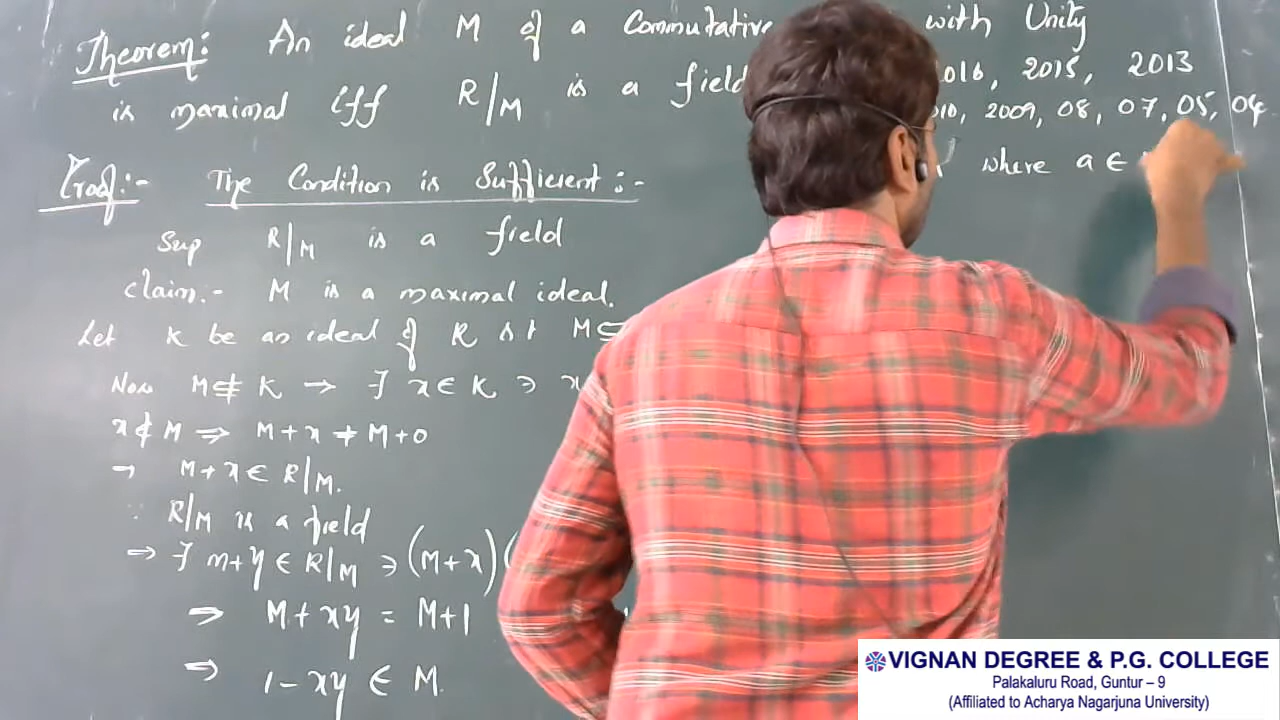 Theorem: An ideal M of a Commutative with Unity
is maximal iff R/M is a field 016, 2015, 2013
010, 2009, 08, 07, 05, 04
Proof:- The Condition is Sufficient:-
where a ∈
Sup R/M is a field
claim:- M is a maximal ideal.
Let K be an ideal of R s t M ⊆
Now M ⊈ K → ∃ x ∈ K ∋ x
x ∉ M ⇒ M+x ≠ M+0
→ M+x ∈ R/M.
∵ R/M is a field
⇒ ∃ m+y ∈ R/M ∋ (M+x)(
⇒ M+xy = M+1
⇒ 1-xy ∈ M.
VIGNAN DEGREE & P.G. COLLEGE
Palakaluru Road, Guntur – 9
(Affiliated to Acharya Nagarjuna University)